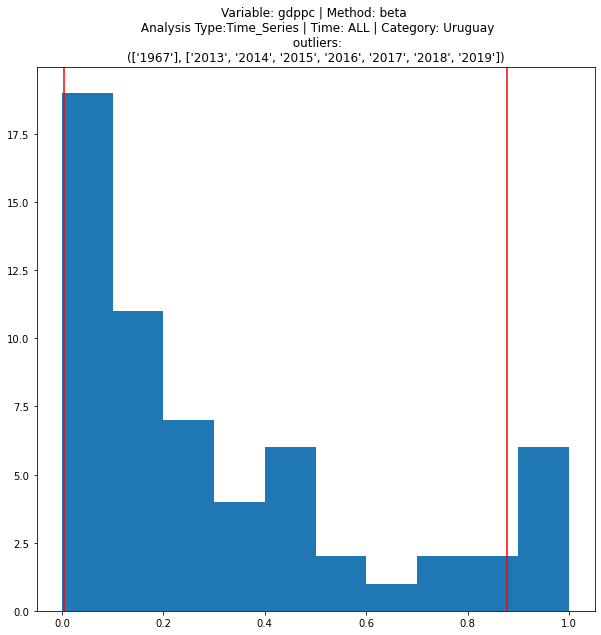 Variable: gdppc | Method: beta
Analysis Type:Time_Series | Time: ALL | Category: Uruguay
outliers:
(['1967'], ['2013', '2014', '2015', '2016', '2017', '2018', '2019'])
17.5
15.0
12.5
10.0
7.5
5.0
2.5
0.0
0.0 0.2 0.4 0.6 0.8 1.0